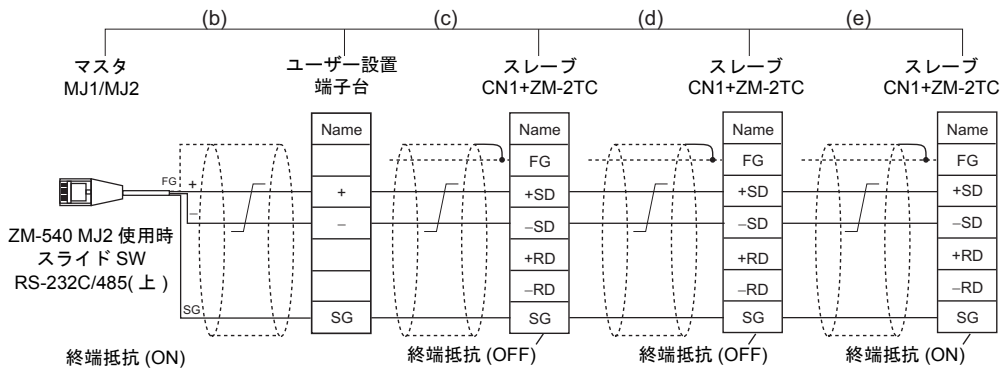 (b) (c) (d) (e)
マスタ
MJ1/MJ2
ユーザー設置
端子台
スレーブ
CN1+ZM-2TC
スレーブ
CN1+ZM-2TC
スレーブ
CN1+ZM-2TC
FG
+
−
SG
Name
+
−
SG
Name
FG
+SD
−SD
+RD
−RD
SG
Name
FG
+SD
−SD
+RD
−RD
SG
Name
FG
+SD
−SD
+RD
−RD
SG
ZM-540 MJ2 使用時
スライド SW
RS-232C/485( 上 )
終端抵抗 (ON)
終端抵抗 (OFF)
終端抵抗 (OFF)
終端抵抗 (ON)